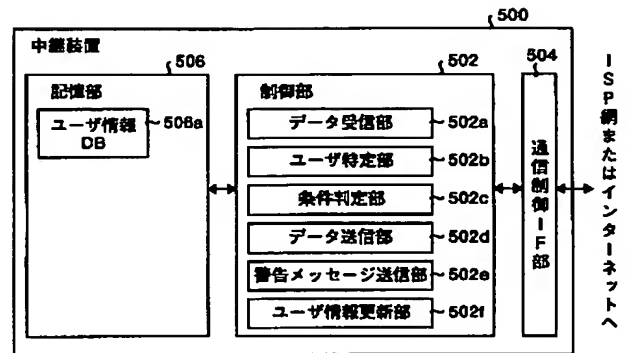 500
中継装置
506
記憶部
ユーザ情報
DB
506a
502
制御部
データ受信部
502a
ユーザ特定部
502b
条件判定部
502c
データ送信部
502d
警告メッセージ送信部
502e
ユーザ情報更新部
502f
504
通信制御IF部
ISP網またはインターネットへ